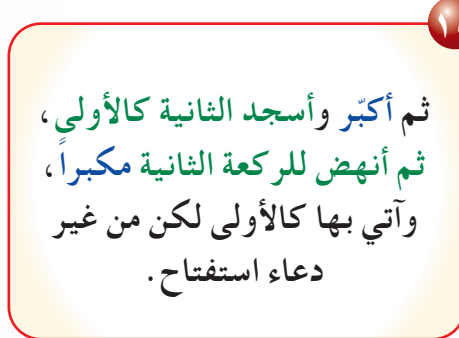 ثم أكبّر وأسجد الثانية كالأولى،
ثم أنهض للركعة الثانية مكبراً،
وآتي بها كالأولى لكن من غير
دعاء استفتاح.